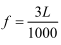 f = 3L / 1000